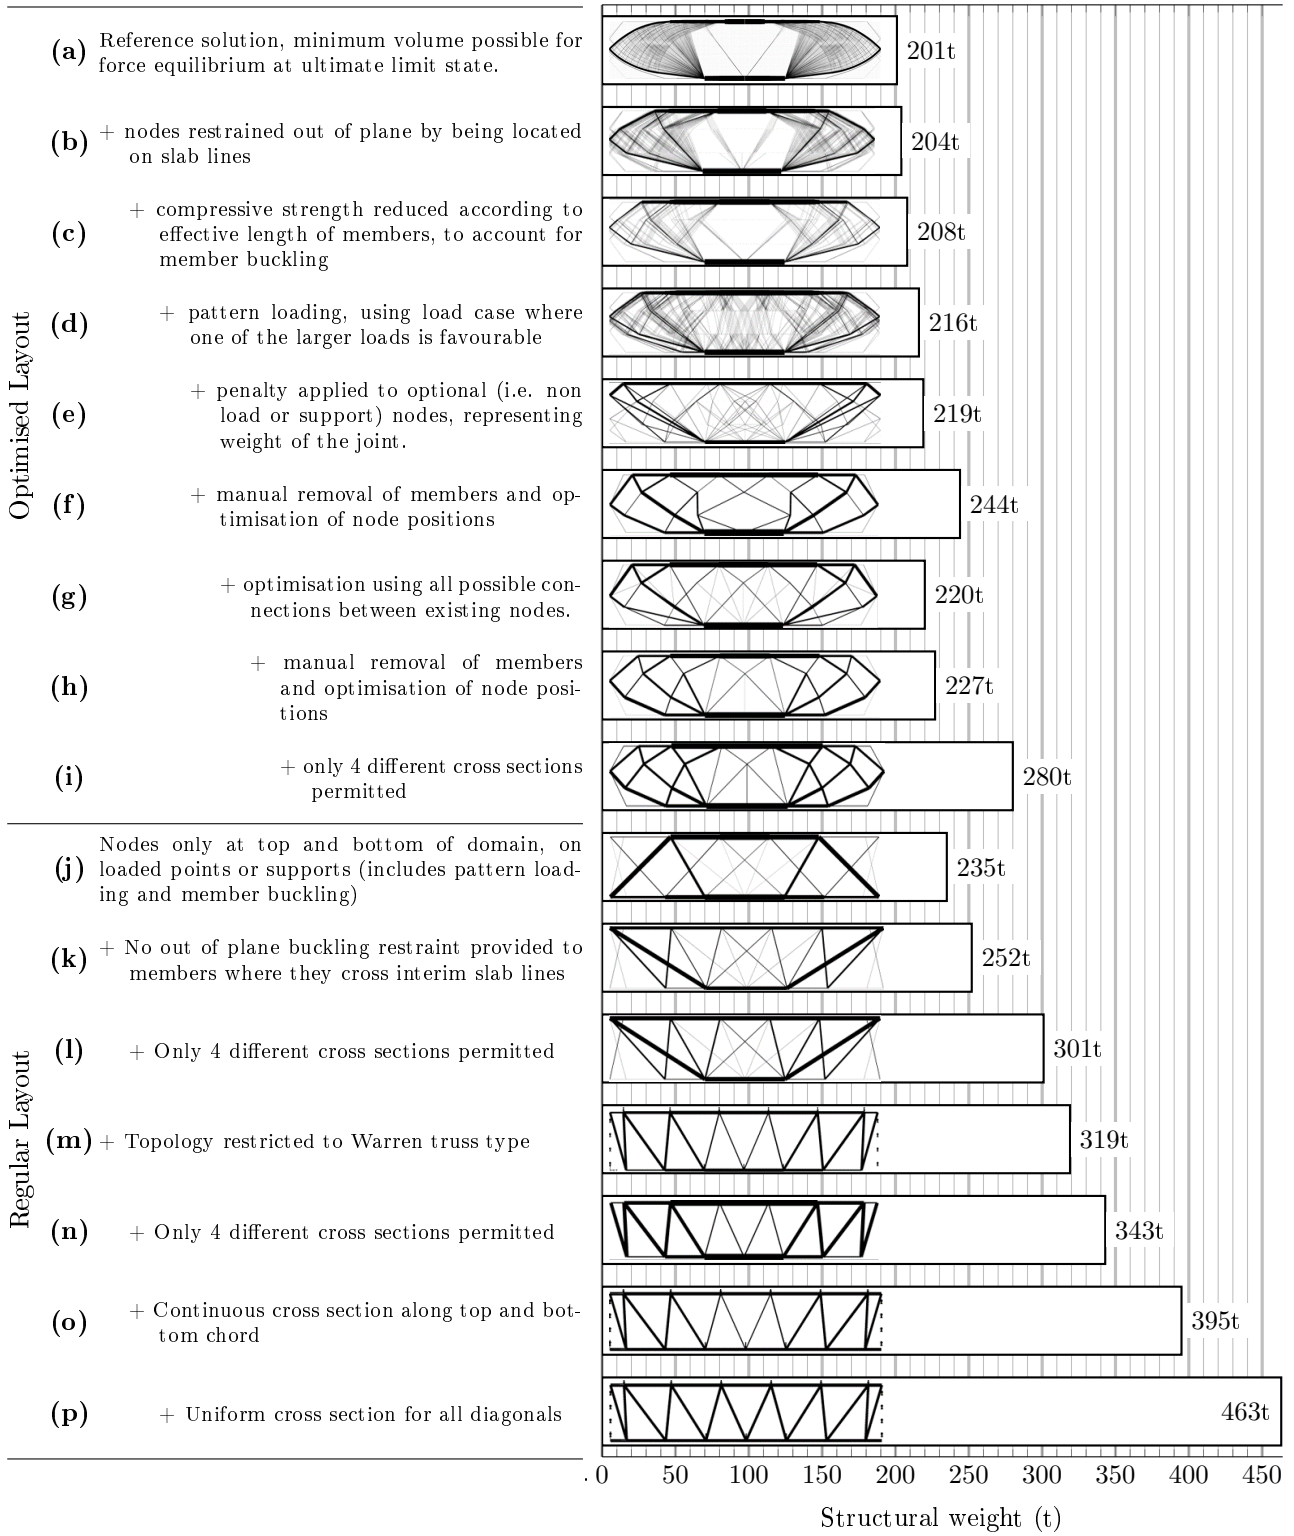 Optimised Layout
(a) Reference solution, minimum volume possible for
force equilibrium at ultimate limit state.
201t
(b) + nodes restrained out of plane by being located
on slab lines
204t
(c) + compressive strength reduced according to
effective length of members, to account for
member buckling
208t
(d) + pattern loading, using load case where
one of the larger loads is favourable
216t
(e) + penalty applied to optional (i.e. non
load or support) nodes, representing
weight of the joint.
219t
(f) + manual removal of members and op-
timisation of node positions
244t
(g) + optimisation using all possible con-
nections between existing nodes.
220t
(h) + manual removal of members
and optimisation of node posi-
tions
227t
(i) + only 4 different cross sections
permitted
280t
Regular Layout
(j) Nodes only at top and bottom of domain, on
loaded points or supports (includes pattern load-
ing and member buckling)
235t
(k) + No out of plane buckling restraint provided to
members where they cross interim slab lines
252t
(l) + Only 4 different cross sections permitted
301t
(m) + Topology restricted to Warren truss type
319t
(n) + Only 4 different cross sections permitted
343t
(o) + Continuous cross section along top and bot-
tom chord
395t
(p) + Uniform cross section for all diagonals
463t
0 50 100 150 200 250 300 350 400 450
Structural weight (t)